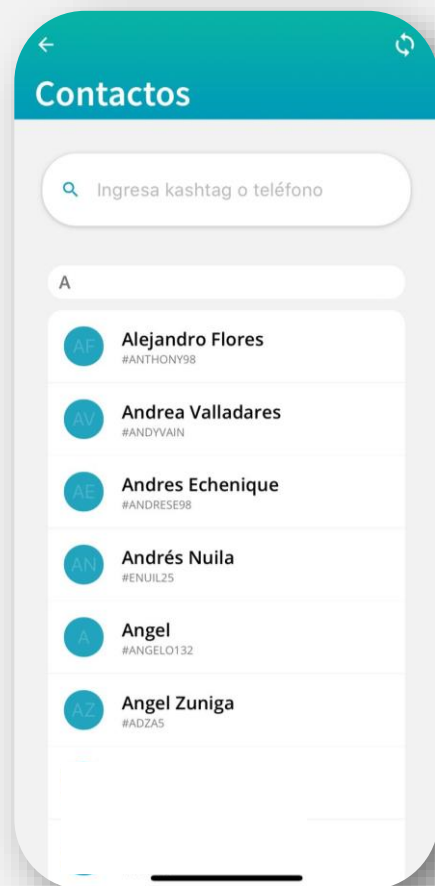 Contactos
Ingresa kashtag o teléfono
A
AF
Alejandro Flores
#ANTHONY98
AV
Andrea Valladares
#ANDYVAIN
AE
Andres Echenique
#ANDRESE98
AN
Andrés Nuila
#ENUIL25
A
Angel
#ANGELO132
AZ
Angel Zuniga
#ADZA5